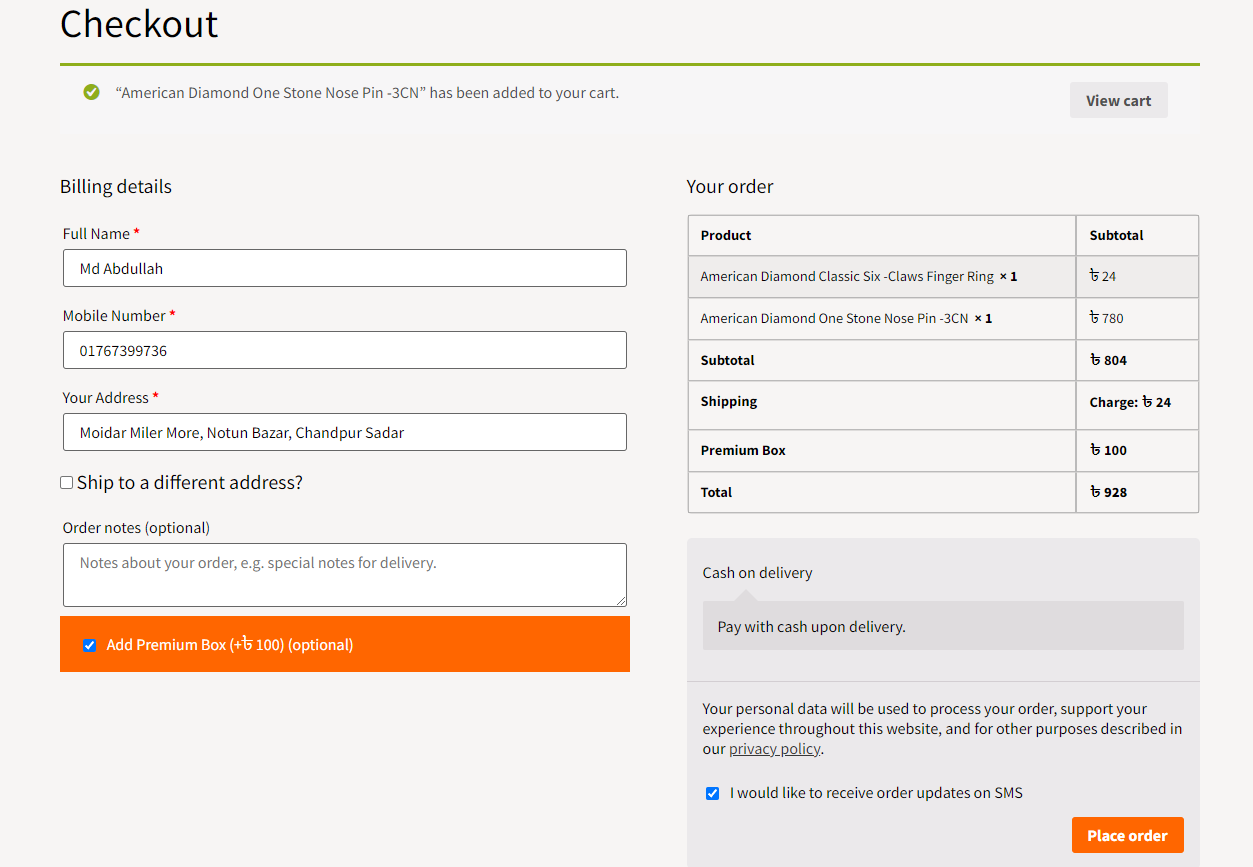 Checkout
“American Diamond One Stone Nose Pin -3CN” has been added to your cart.
View cart
Billing details
Full Name *
Md Abdullah
Mobile Number *
01767399736
Your Address *
Moidar Miler More, Notun Bazar, Chandpur Sadar
Ship to a different address?
Order notes (optional)
Notes about your order, e.g. special notes for delivery.
Add Premium Box (+৳ 100) (optional)
Your order
Product Subtotal
American Diamond Classic Six -Claws Finger Ring × 1 ৳ 24
American Diamond One Stone Nose Pin -3CN × 1 ৳ 780
Subtotal ৳ 804
Shipping Charge: ৳ 24
Premium Box ৳ 100
Total ৳ 928
Cash on delivery
Pay with cash upon delivery.
Your personal data will be used to process your order, support your
experience throughout this website, and for other purposes described in
our privacy policy.
I would like to receive order updates on SMS
Place order